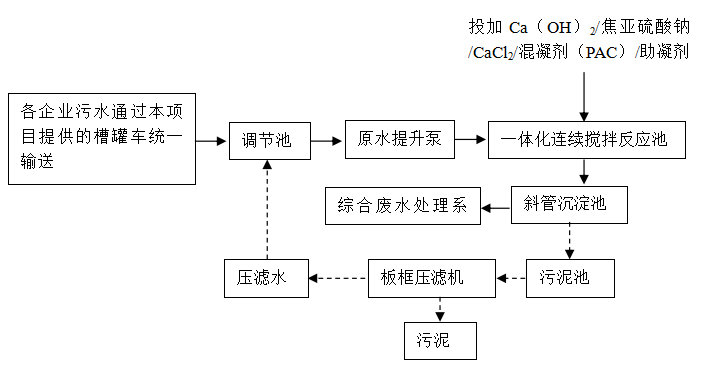 投加 Ca（OH）2/焦亚硫酸钠
/CaCl2/混凝剂（PAC）/助凝剂
各企业污水通过本项
目提供的槽罐车统一
输送
调节池
原水提升泵
一体化连续搅拌反应池
综合废水处理系
斜管沉淀池
压滤水
板框压滤机
污泥池
污泥